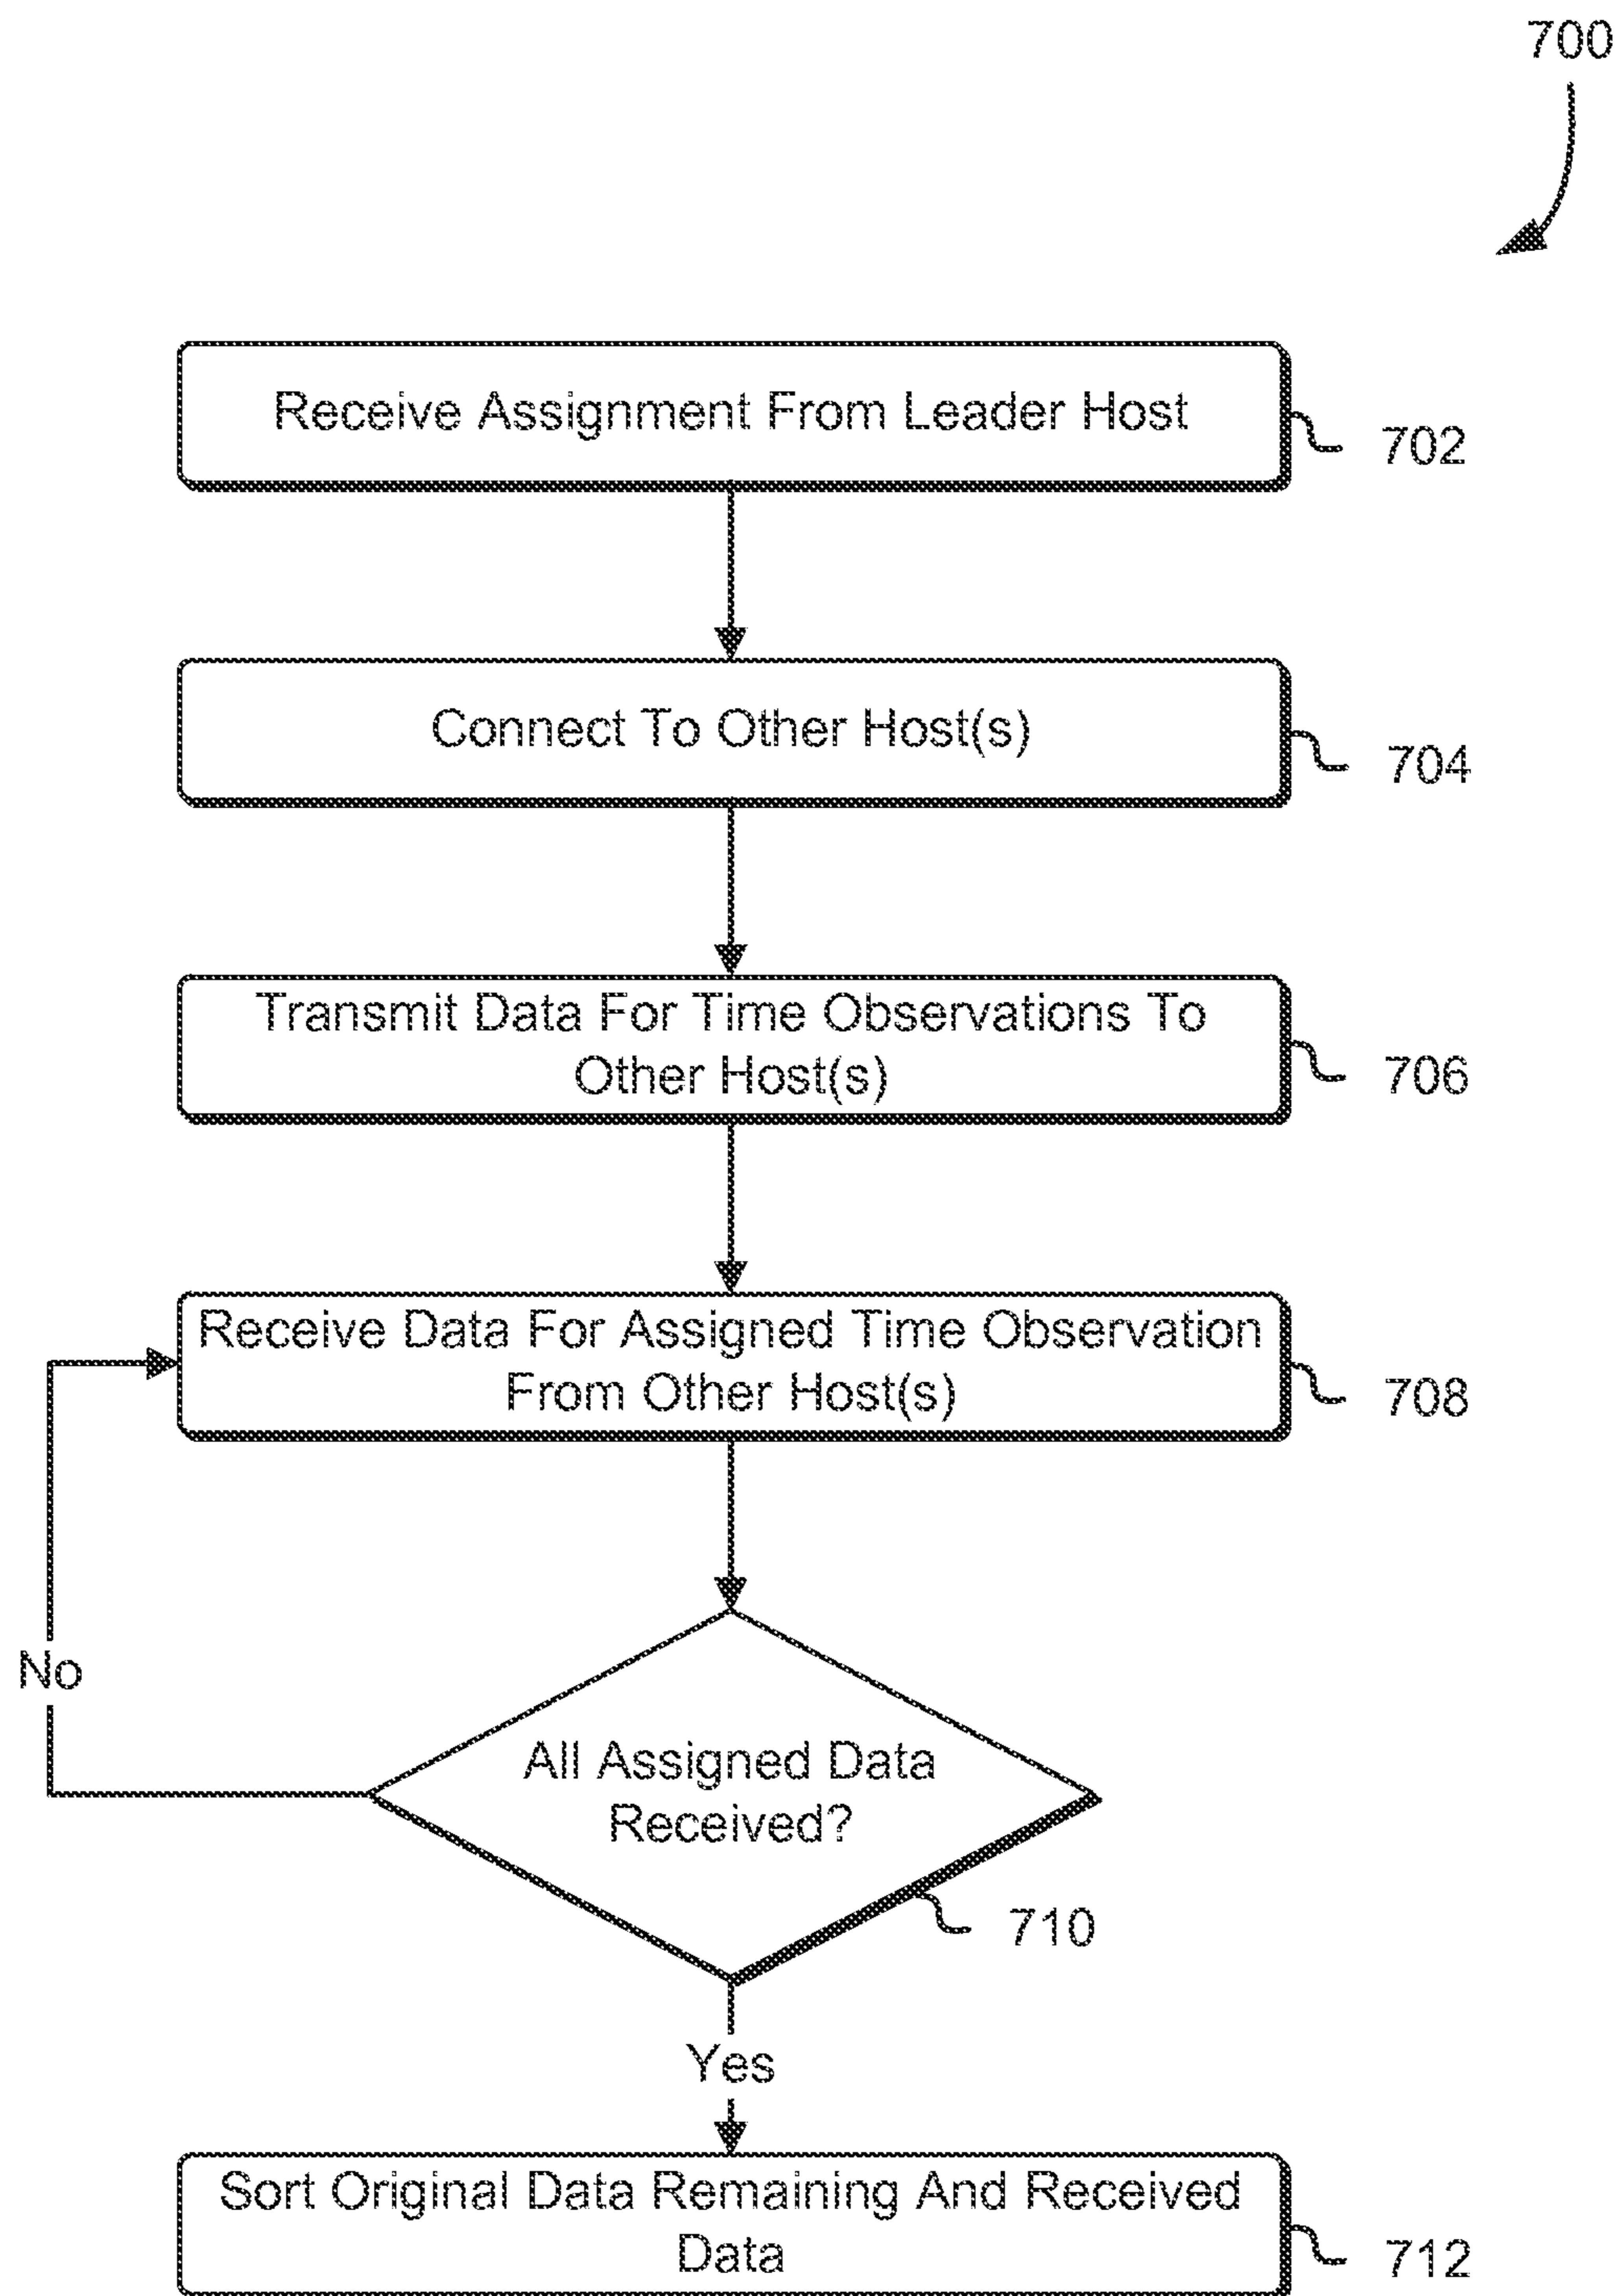 700
Receive Assignment From Leader Host
702
Connect To Other Host(s)
704
Transmit Data For Time Observations To
Other Host(s)
706
Receive Data For Assigned Time Observation
From Other Host(s)
708
No
All Assigned Data
Received?
710
Yes
Sort Original Data Remaining And Received
Data
712